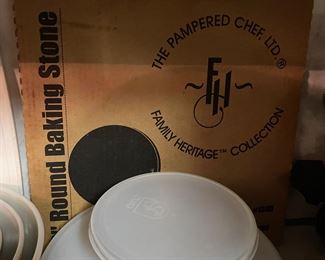 " Round Baking Stone
THE PAMPERED CHEF, LTD.®
FH
FAMILY HERITAGE™ COLLECTION